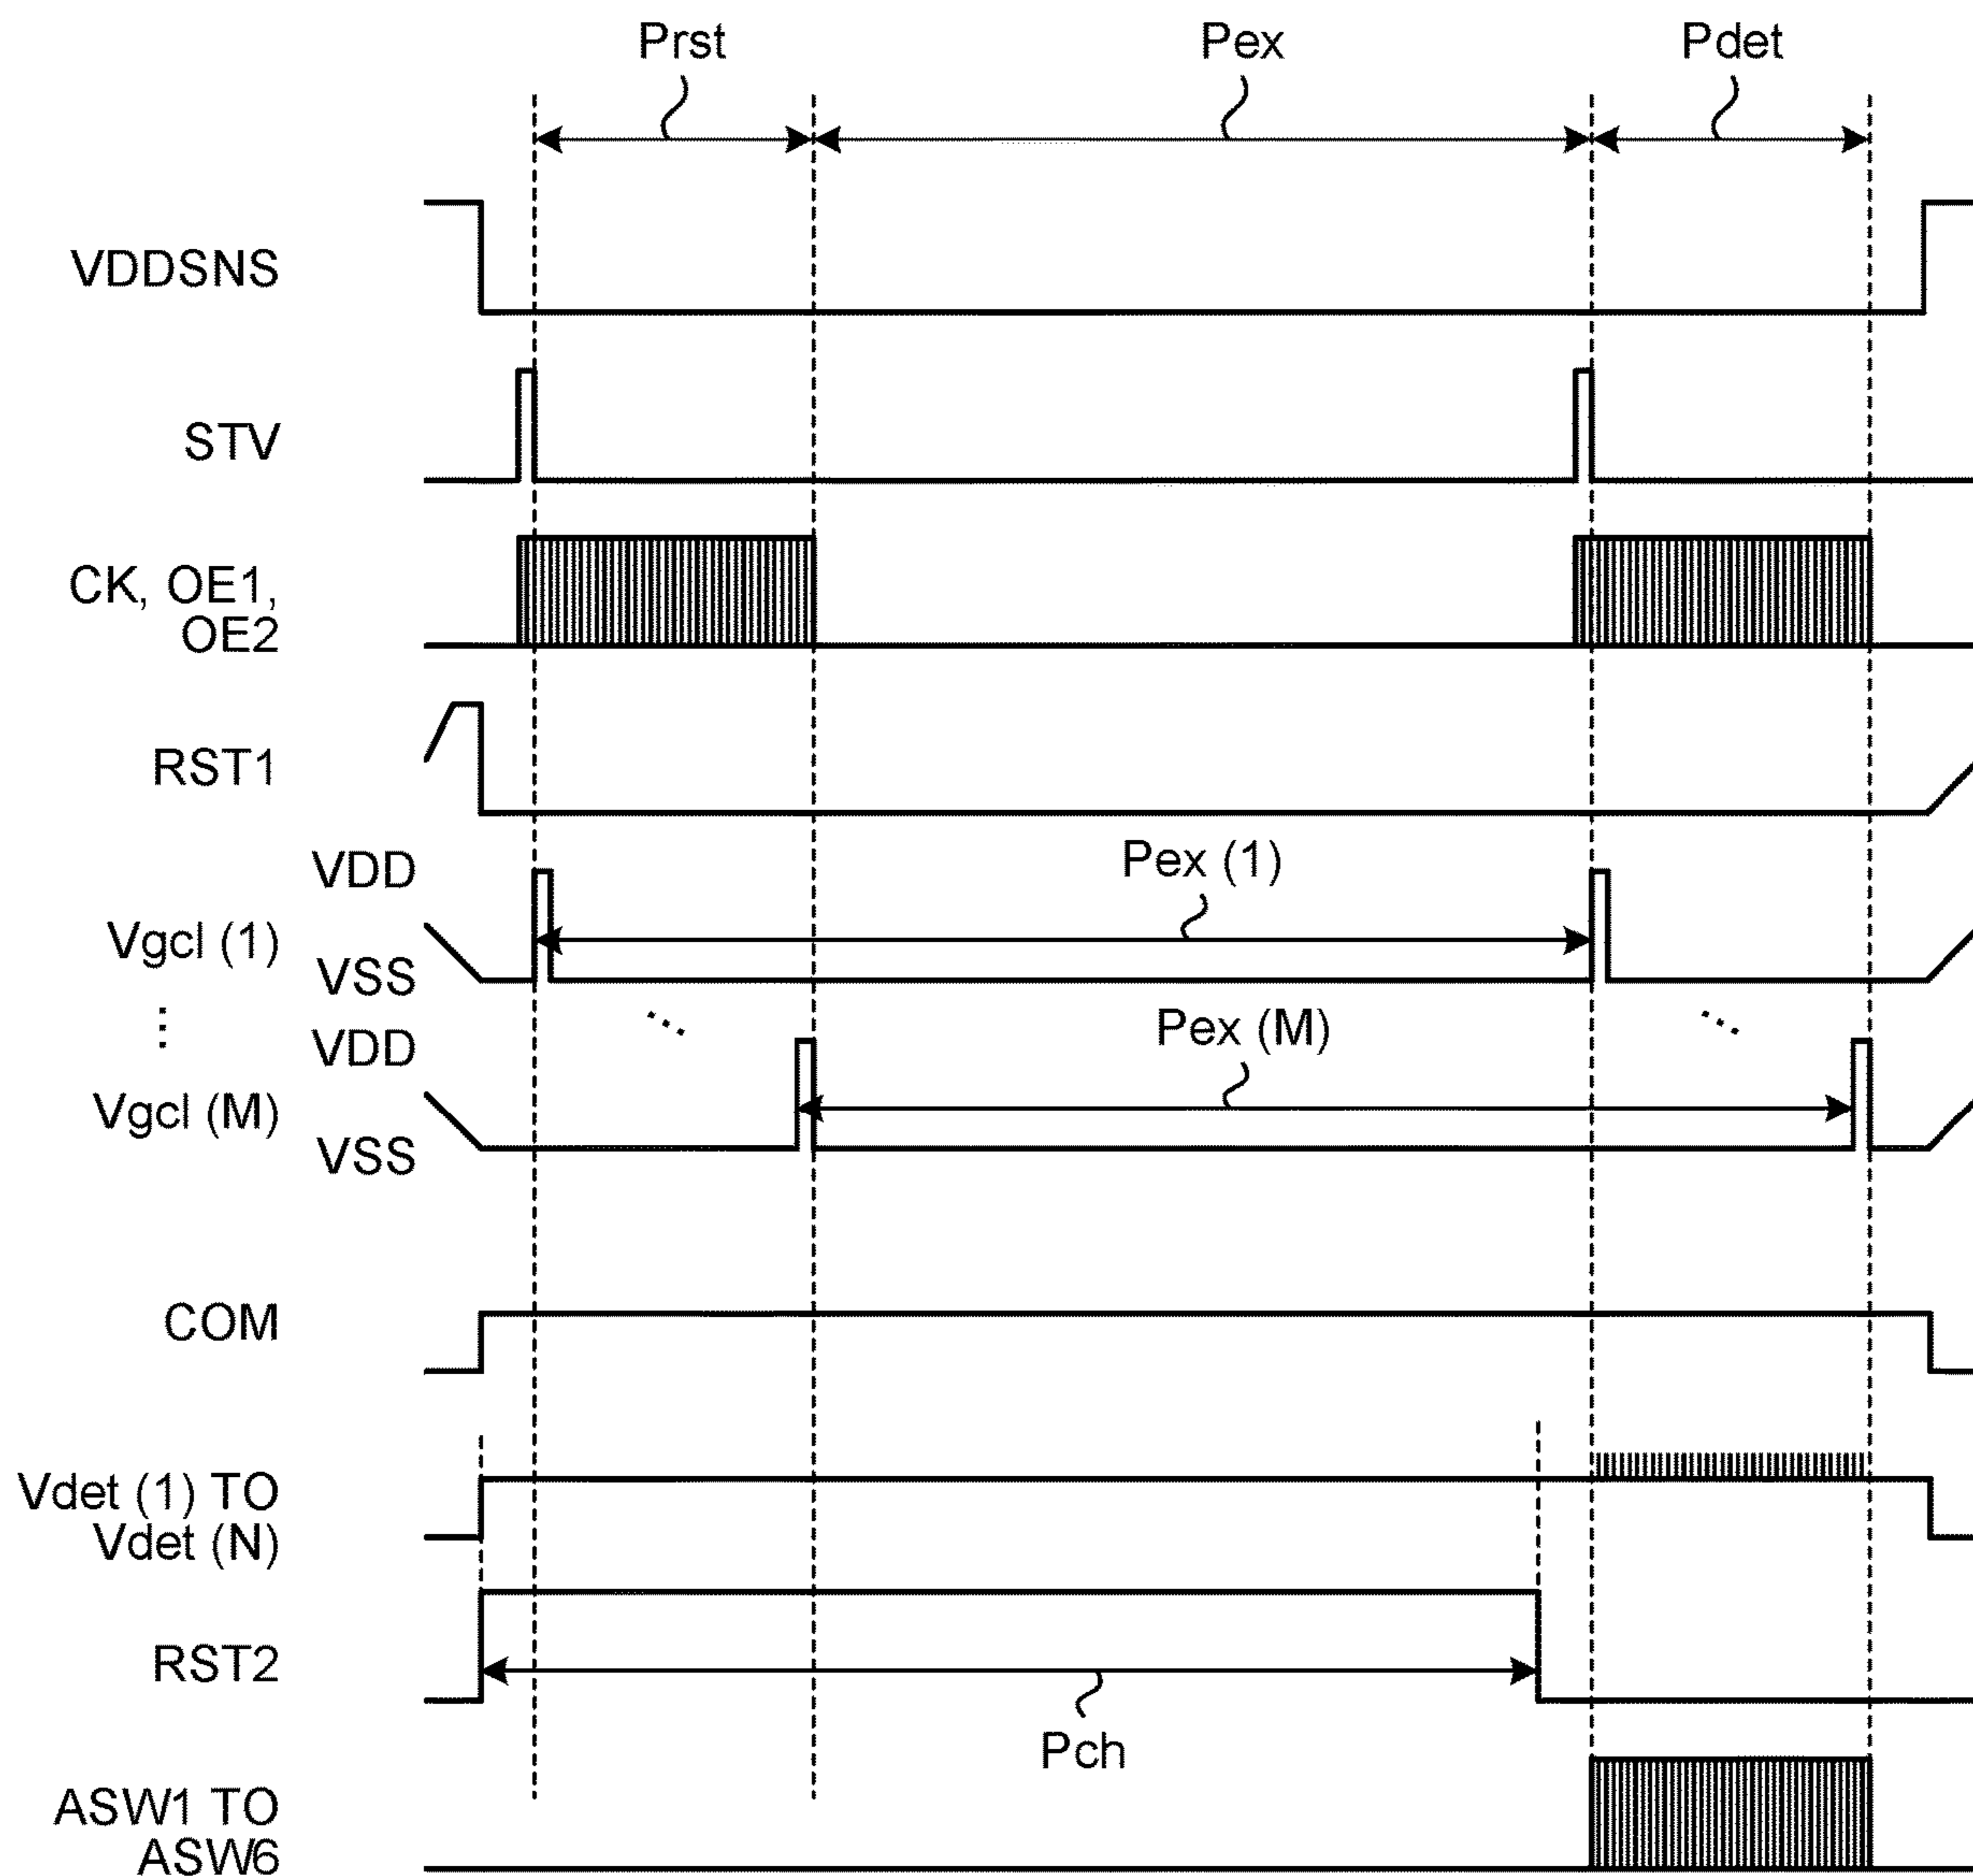 Prst
Pex
Pdet
VDDSNS
STV
CK, OE1,
OE2
RST1
VDD
Pex (1)
Vgcl (1)
VSS
VDD
Pex (M)
Vgcl (M)
VSS
COM
Vdet (1) TO
Vdet (N)
RST2
Pch
ASW1 TO
ASW6